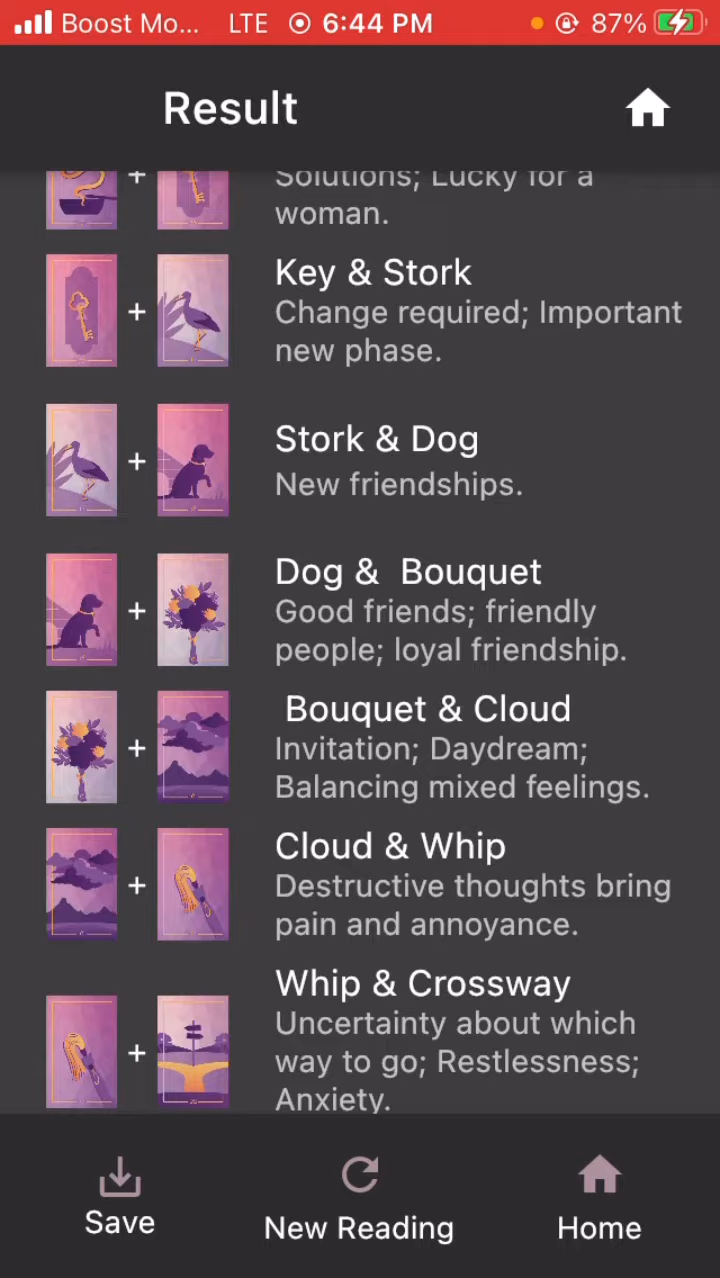 Boost Mo... LTE 6:44 PM 87%
Result
Solutions; Lucky for a
woman.
Key & Stork
Change required; Important
new phase.
Stork & Dog
New friendships.
Dog &  Bouquet
Good friends; friendly
people; loyal friendship.
Bouquet & Cloud
Invitation; Daydream;
Balancing mixed feelings.
Cloud & Whip
Destructive thoughts bring
pain and annoyance.
Whip & Crossway
Uncertainty about which
way to go; Restlessness;
Anxiety.
Save
New Reading
Home